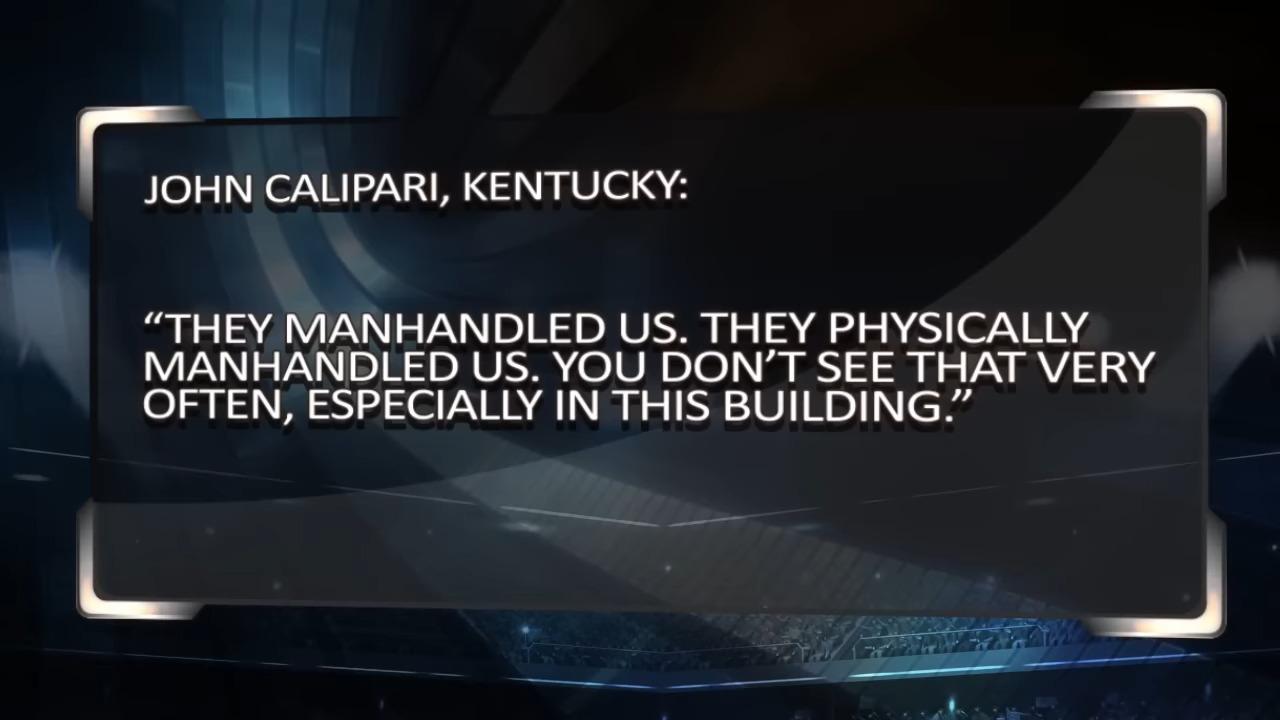 JOHN CALIPARI, KENTUCKY:
“THEY MANHANDLED US. THEY PHYSICALLY
MANHANDLED US. YOU DON’T SEE THAT VERY
OFTEN, ESPECIALLY IN THIS BUILDING.”